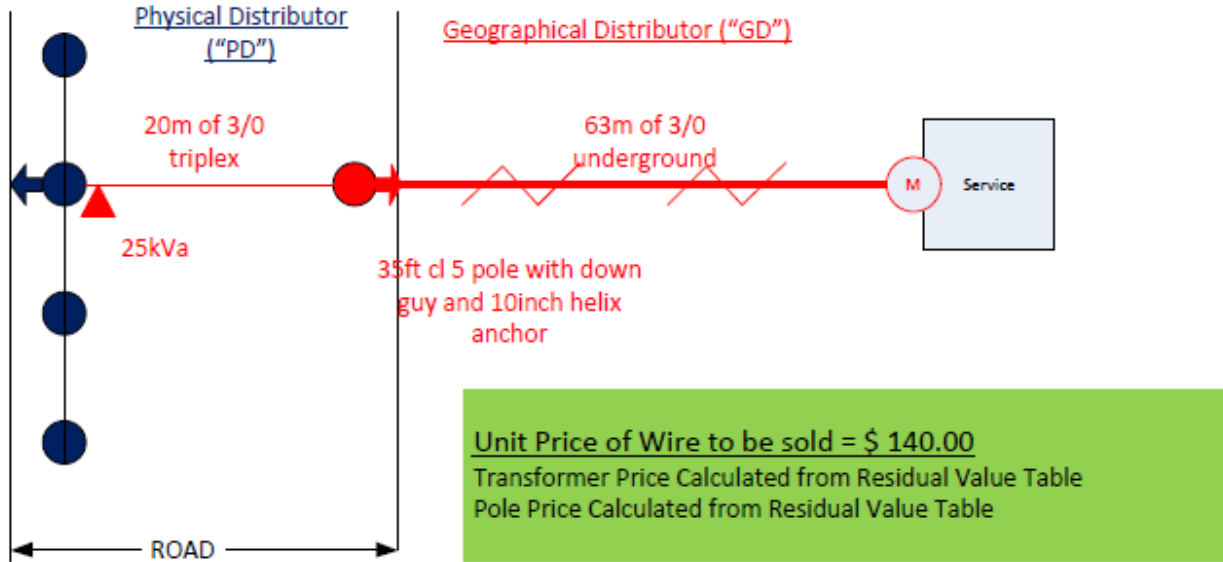 Physical Distributor
(“PD”)
Geographical Distributor (“GD”)
20m of 3/0
triplex
63m of 3/0
underground
M
Service
25kVa
35ft cl 5 pole with down
guy and 10inch helix
anchor
Unit Price of Wire to be sold = $ 140.00
Transformer Price Calculated from Residual Value Table
Pole Price Calculated from Residual Value Table
ROAD